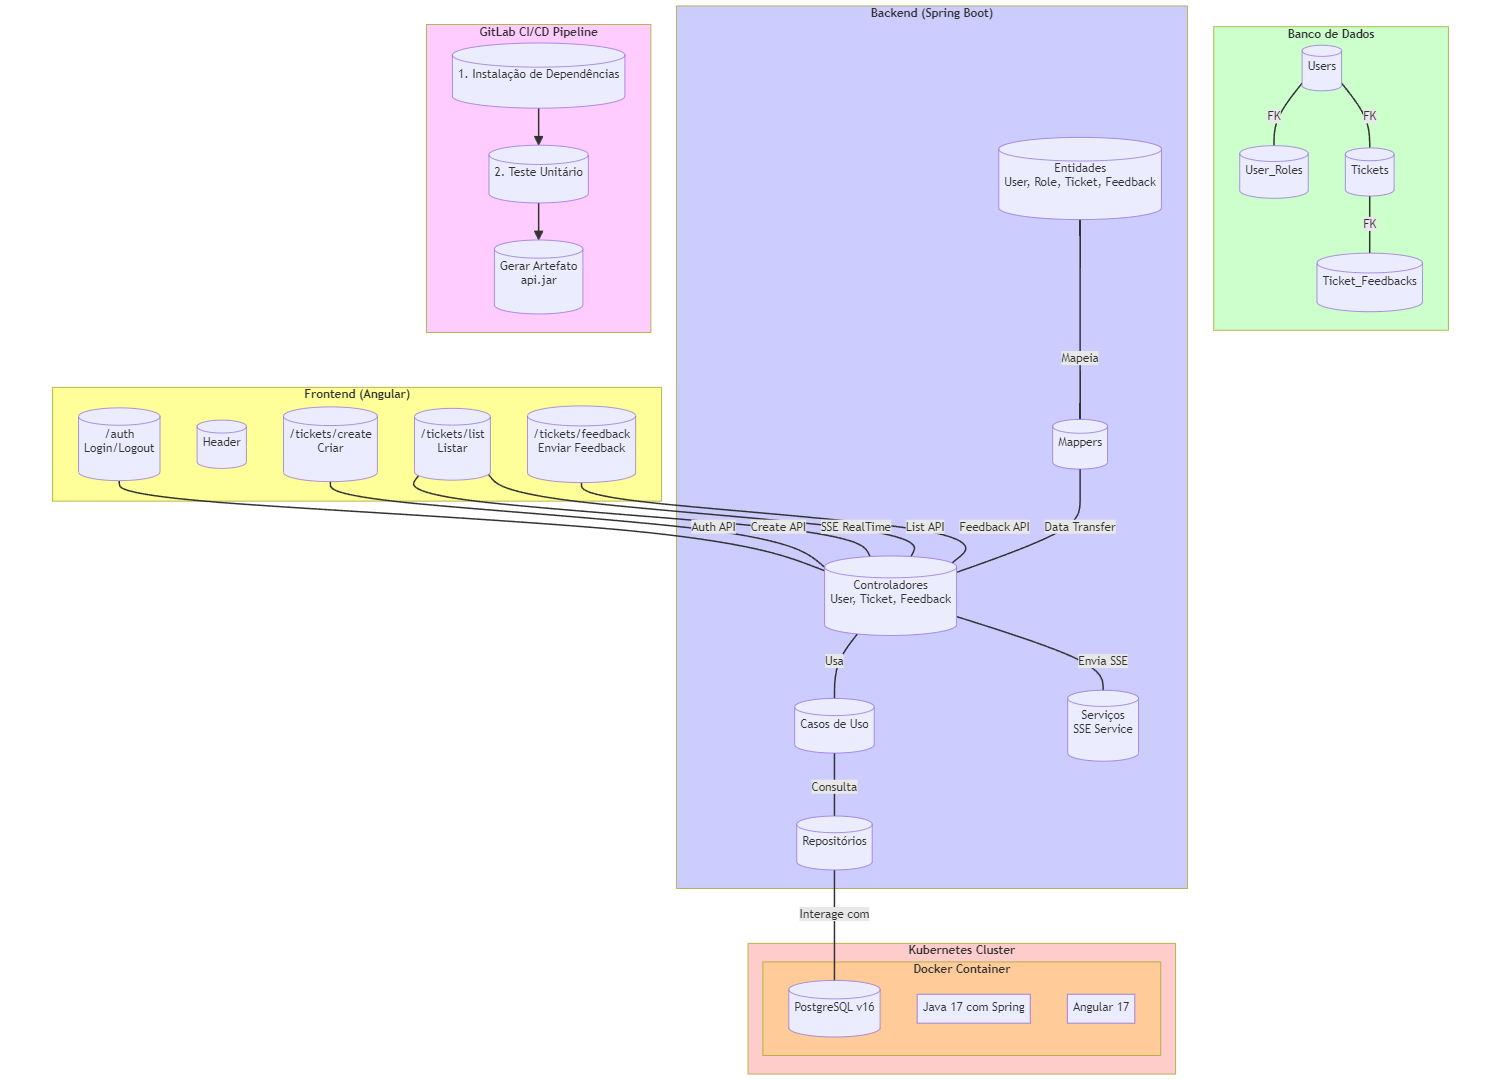 GitLab CI/CD Pipeline
1. Instalação de Dependências
2. Teste Unitário
Gerar Artefato
api.jar
Backend (Spring Boot)
Entidades
User, Role, Ticket, Feedback
Mapeia
Mappers
Data Transfer
Banco de Dados
Users
FK
FK
User_Roles
Tickets
FK
Ticket_Feedbacks
Frontend (Angular)
/auth
Login/Logout
Header
/tickets/create
Criar
/tickets/list
Listar
/tickets/feedback
Enviar Feedback
Auth API
Create API
SSE RealTime
List API
Feedback API
Controladores
User, Ticket, Feedback
Usa
Envia SSE
Casos de Uso
Serviços
SSE Service
Consulta
Repositórios
Interage com
Kubernetes Cluster
Docker Container
PostgreSQL v16
Java 17 com Spring
Angular 17